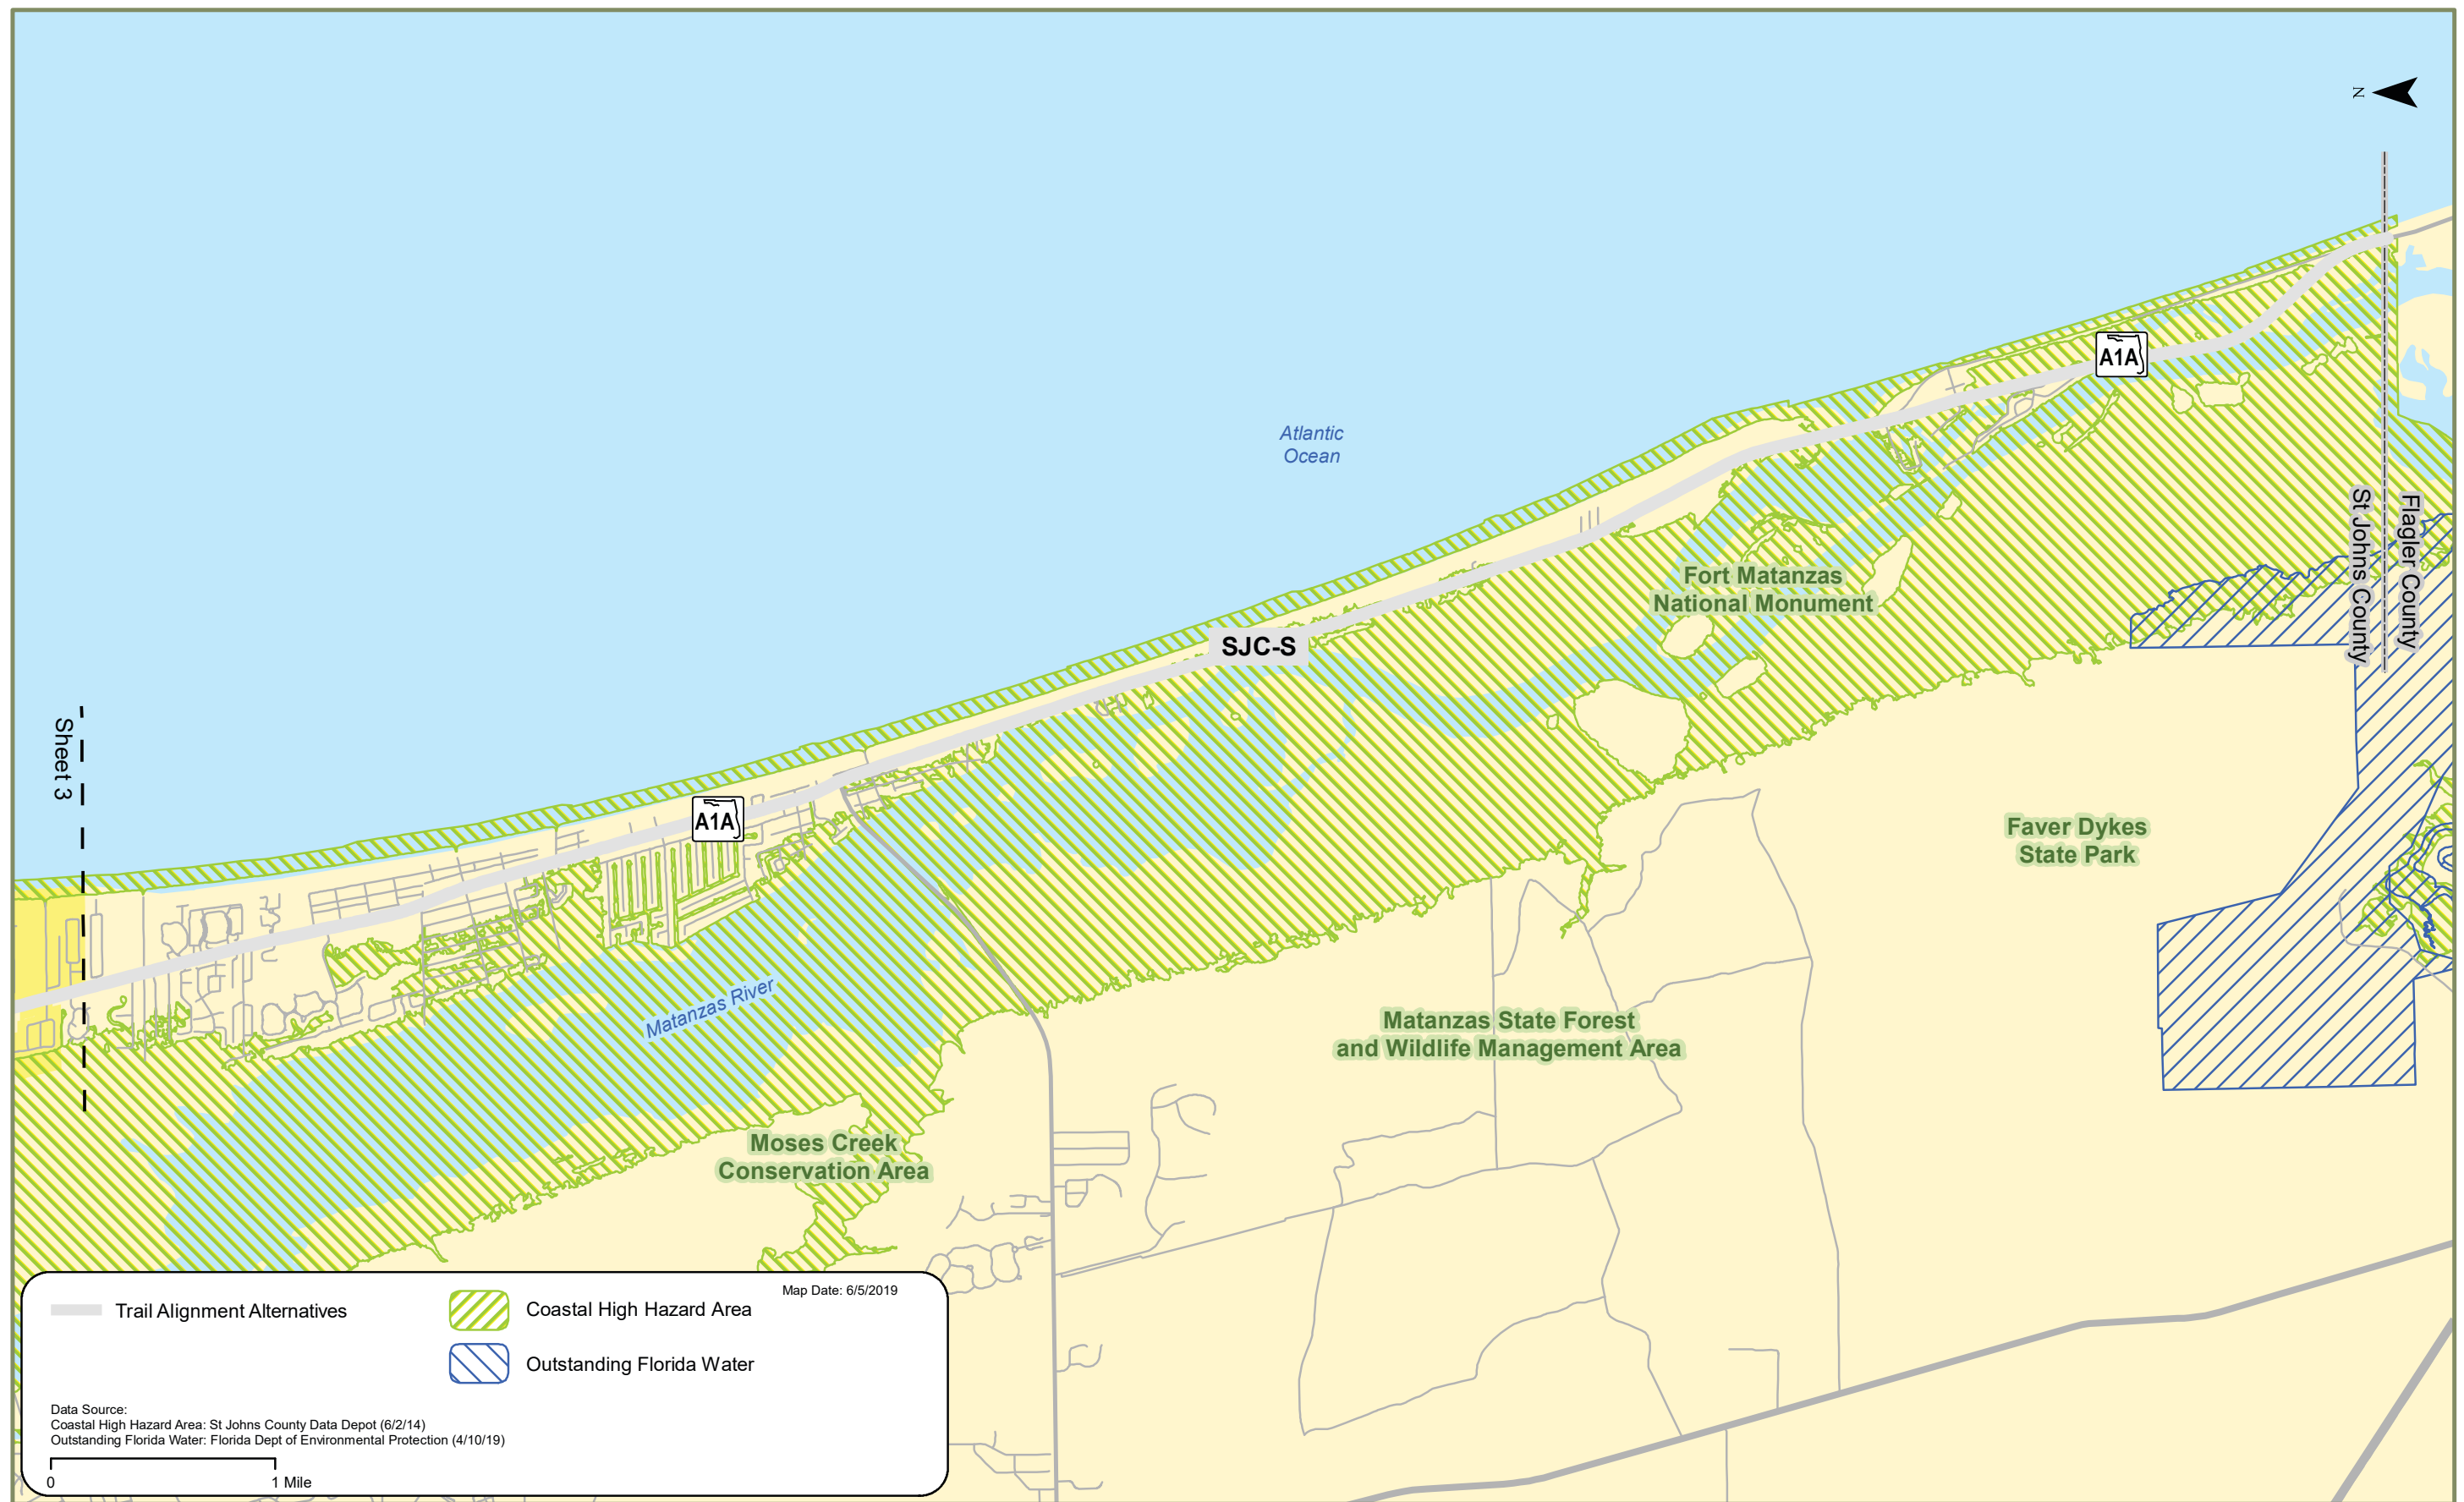 N
Atlantic
Ocean
A1A
St Johns County
Flagler County
Fort Matanzas
National Monument
SJC-S
Sheet 3
A1A
Faver Dykes
State Park
Matanzas River
Matanzas State Forest
and Wildlife Management Area
Moses Creek
Conservation Area
Map Date: 6/5/2019
Trail Alignment Alternatives
Coastal High Hazard Area
Outstanding Florida Water
Data Source:
Coastal High Hazard Area: St Johns County Data Depot (6/2/14)
Outstanding Florida Water: Florida Dept of Environmental Protection (4/10/19)
0 1 Mile